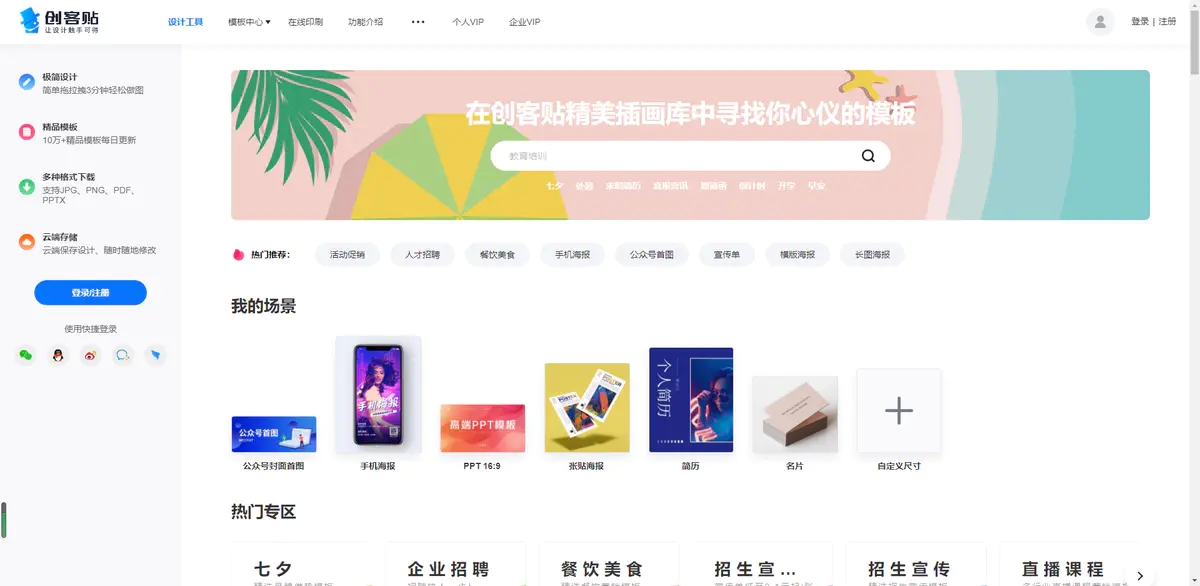 创客贴
让设计触手可得
设计工具 模板中心 在线印刷 功能介绍 个人VIP 企业VIP
登录 | 注册
极简设计
简单拖拉拽3分钟轻松做图
精品模板
10万+精品模板每日更新
多种格式下载
支持JPG、PNG、PDF、
PPTX
云端存储
云端保存设计、随时随地修改
登录/注册
使用快捷登录
在创客贴精美插画库中寻找你心仪的模板
教育培训
七夕 处暑 求职简历 喜报喜讯 邀请函 倒计时 开学 早安
热门推荐:
活动促销 人才招聘 餐饮美食 手机海报 公众号首图 宣传单 横版海报 长图海报
我的场景
公众号首图
手机海报
高端PPT模板
个人简历
公众号封面首图 手机海报 PPT 16:9 张贴海报 简历 名片 自定义尺寸
热门专区
七夕 企业招聘 餐饮美食 招生宣... 招生宣传 直播课程